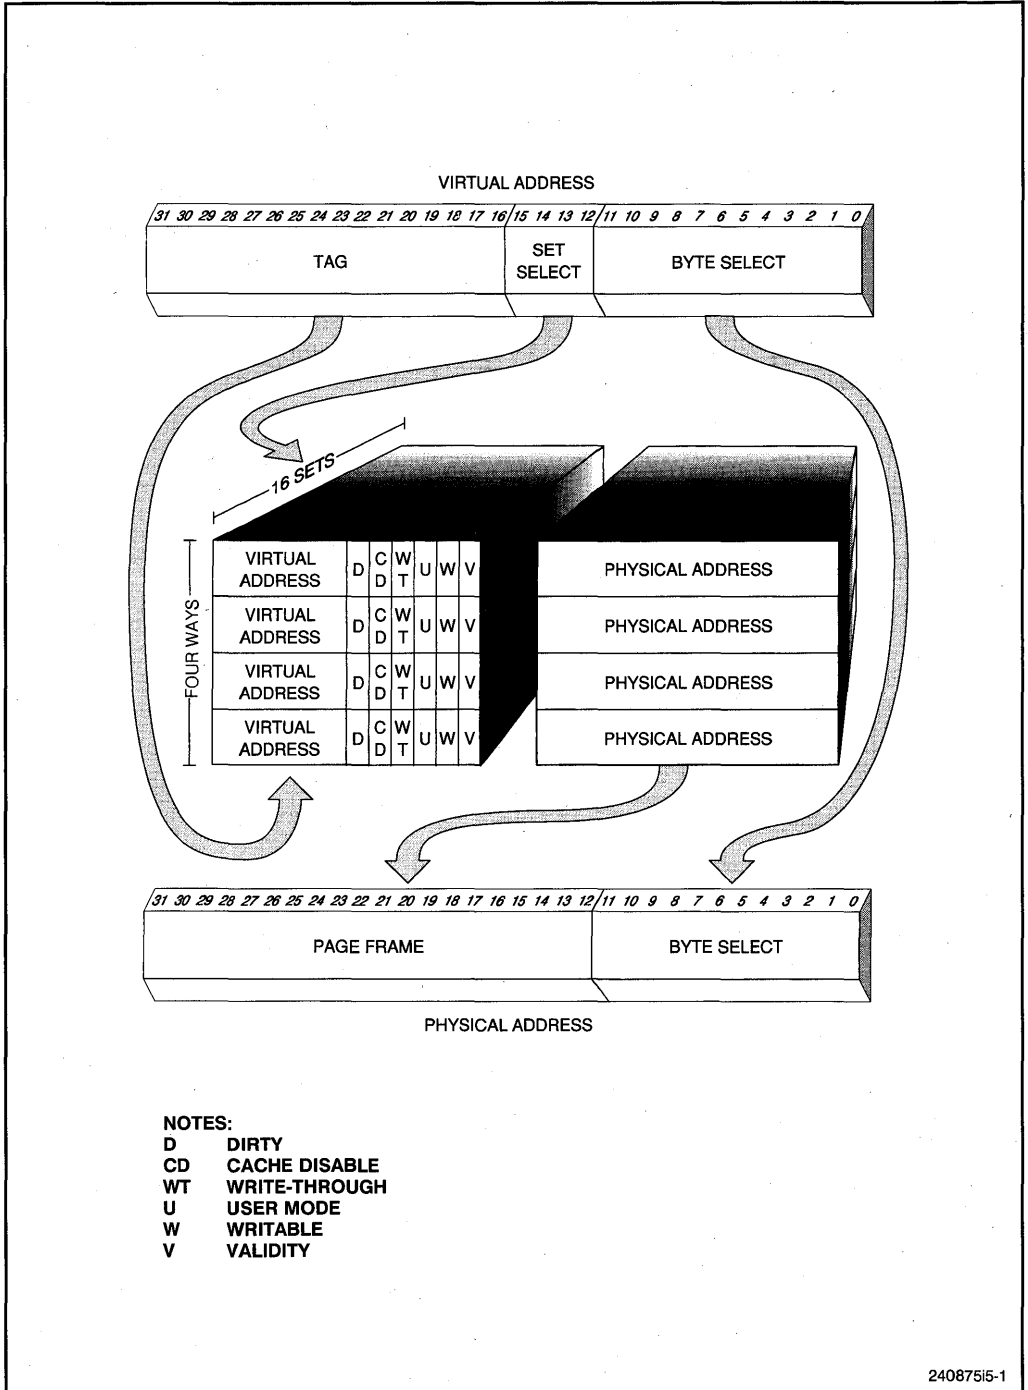 VIRTUAL ADDRESS
31 30 29 28 27 26 25 24 23 22 21 20 19 18 17 16 15 14 13 12 11 10 9 8 7 6 5 4 3 2 1 0
TAG
SET
SELECT
BYTE SELECT
16 SETS
FOUR WAYS
VIRTUAL
ADDRESS
D
C
D
W
T
U
W
V
PHYSICAL ADDRESS
VIRTUAL
ADDRESS
D
C
D
W
T
U
W
V
PHYSICAL ADDRESS
VIRTUAL
ADDRESS
D
C
D
W
T
U
W
V
PHYSICAL ADDRESS
VIRTUAL
ADDRESS
D
C
D
W
T
U
W
V
PHYSICAL ADDRESS
31 30 29 28 27 26 25 24 23 22 21 20 19 18 17 16 15 14 13 12 11 10 9 8 7 6 5 4 3 2 1 0
PAGE FRAME
BYTE SELECT
PHYSICAL ADDRESS
NOTES:
D DIRTY
CD CACHE DISABLE
WT WRITE-THROUGH
U USER MODE
W WRITABLE
V VALIDITY
240875i5-1